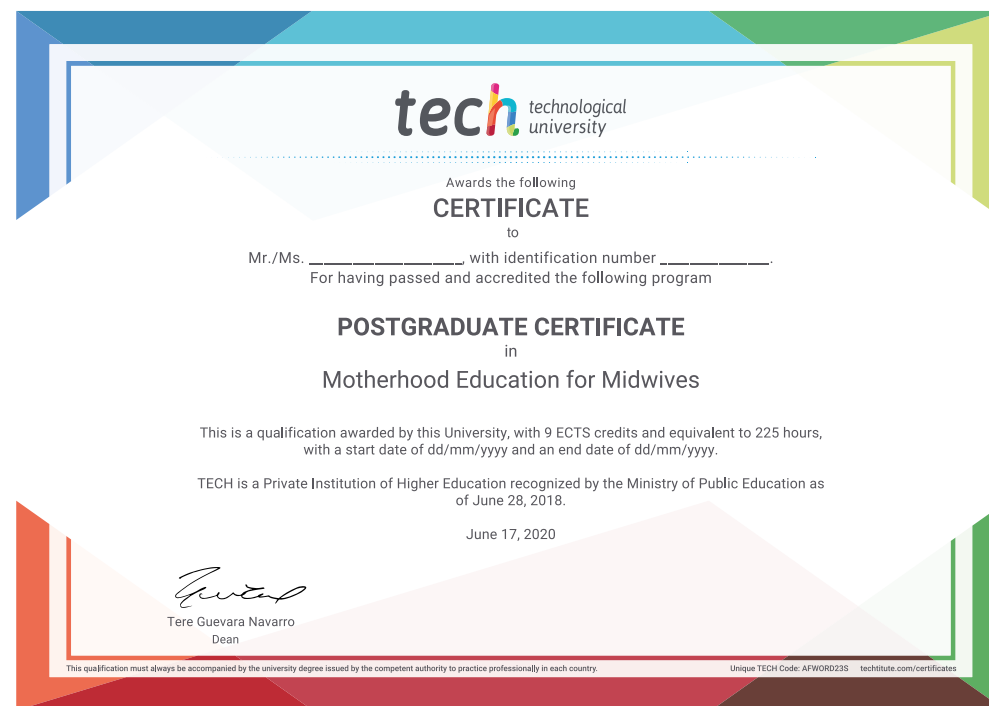 tech technological
university
Awards the following
CERTIFICATE
to
Mr./Ms. ____________________, with identification number ______________.
For having passed and accredited the following program
POSTGRADUATE CERTIFICATE
in
Motherhood Education for Midwives
This is a qualification awarded by this University, with 9 ECTS credits and equivalent to 225 hours,
with a start date of dd/mm/yyyy and an end date of dd/mm/yyyy.
TECH is a Private Institution of Higher Education recognized by the Ministry of Public Education as
of June 28, 2018.
June 17, 2020
Tere Guevara Navarro
Dean
This qualification must always be accompanied by the university degree issued by the competent authority to practice professionally in each country. Unique TECH Code: AFWORD23S techtitute.com/certificates